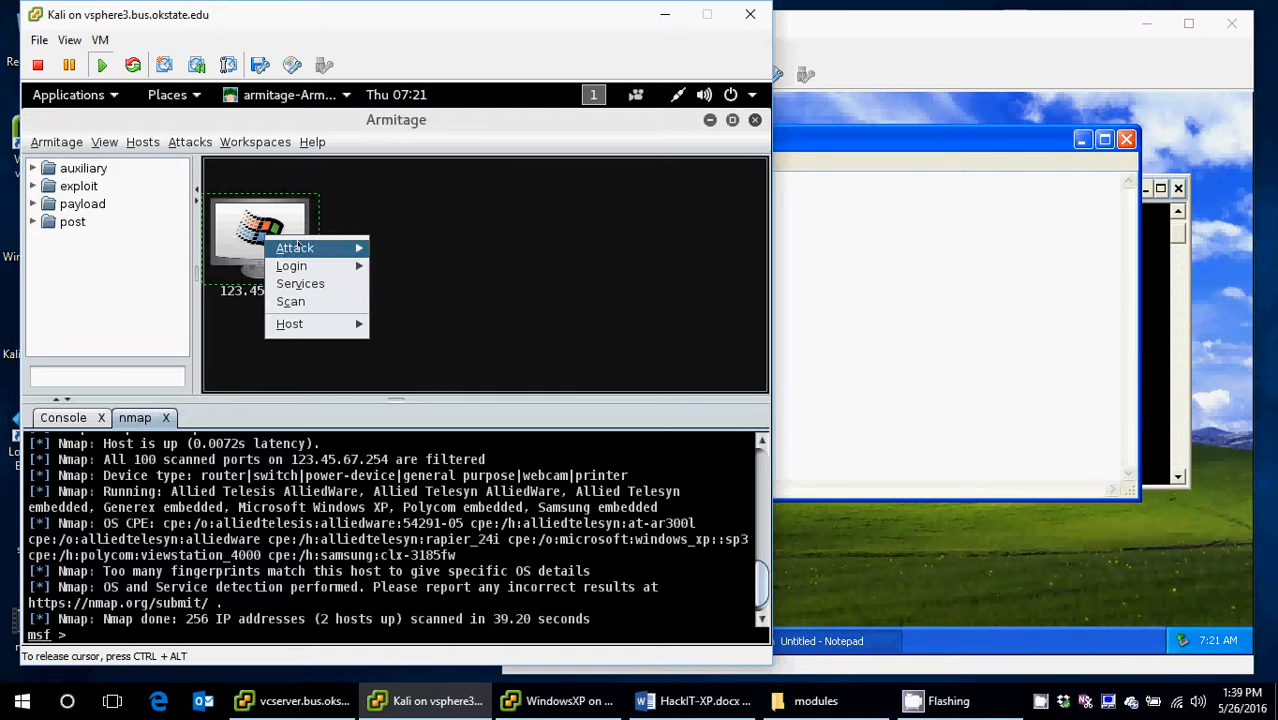 Kali on vsphere3.bus.okstate.edu
File View VM
Applications Places armitage-Arm... Thu 07:21 1
Armitage
Armitage View Hosts Attacks Workspaces Help
auxiliary
exploit
payload
post
Attack
Login
Services
Scan
Host
123.45
Console X nmap X
[*] Nmap: Host is up (0.0072s latency).
[*] Nmap: All 100 scanned ports on 123.45.67.254 are filtered
[*] Nmap: Device type: router|switch|power-device|general purpose|webcam|printer
[*] Nmap: Running: Allied Telesis AlliedWare, Allied Telesyn AlliedWare, Allied Telesyn
embedded, Generex embedded, Microsoft Windows XP, Polycom embedded, Samsung embedded
[*] Nmap: OS CPE: cpe:/o:alliedtelesis:alliedware:54291-05 cpe:/h:alliedtelesyn:at-ar300l
cpe:/o:alliedtelesyn:alliedware cpe:/h:alliedtelesyn:rapier_24i cpe:/o:microsoft:windows_xp::sp3
cpe:/h:polycom:viewstation_4000 cpe:/h:samsung:clx-3185fw
[*] Nmap: Too many fingerprints match this host to give specific OS details
[*] Nmap: OS and Service detection performed. Please report any incorrect results at
https://nmap.org/submit/ .
[*] Nmap: Nmap done: 256 IP addresses (2 hosts up) scanned in 39.20 seconds
msf >
To release cursor, press CTRL + ALT
Untitled - Notepad
7:21 AM
vcserver.bus.oks...
Kali on vsphere3...
WindowsXP on ...
HackIT-XP.docx ...
modules
Flashing
1:39 PM
5/26/2016